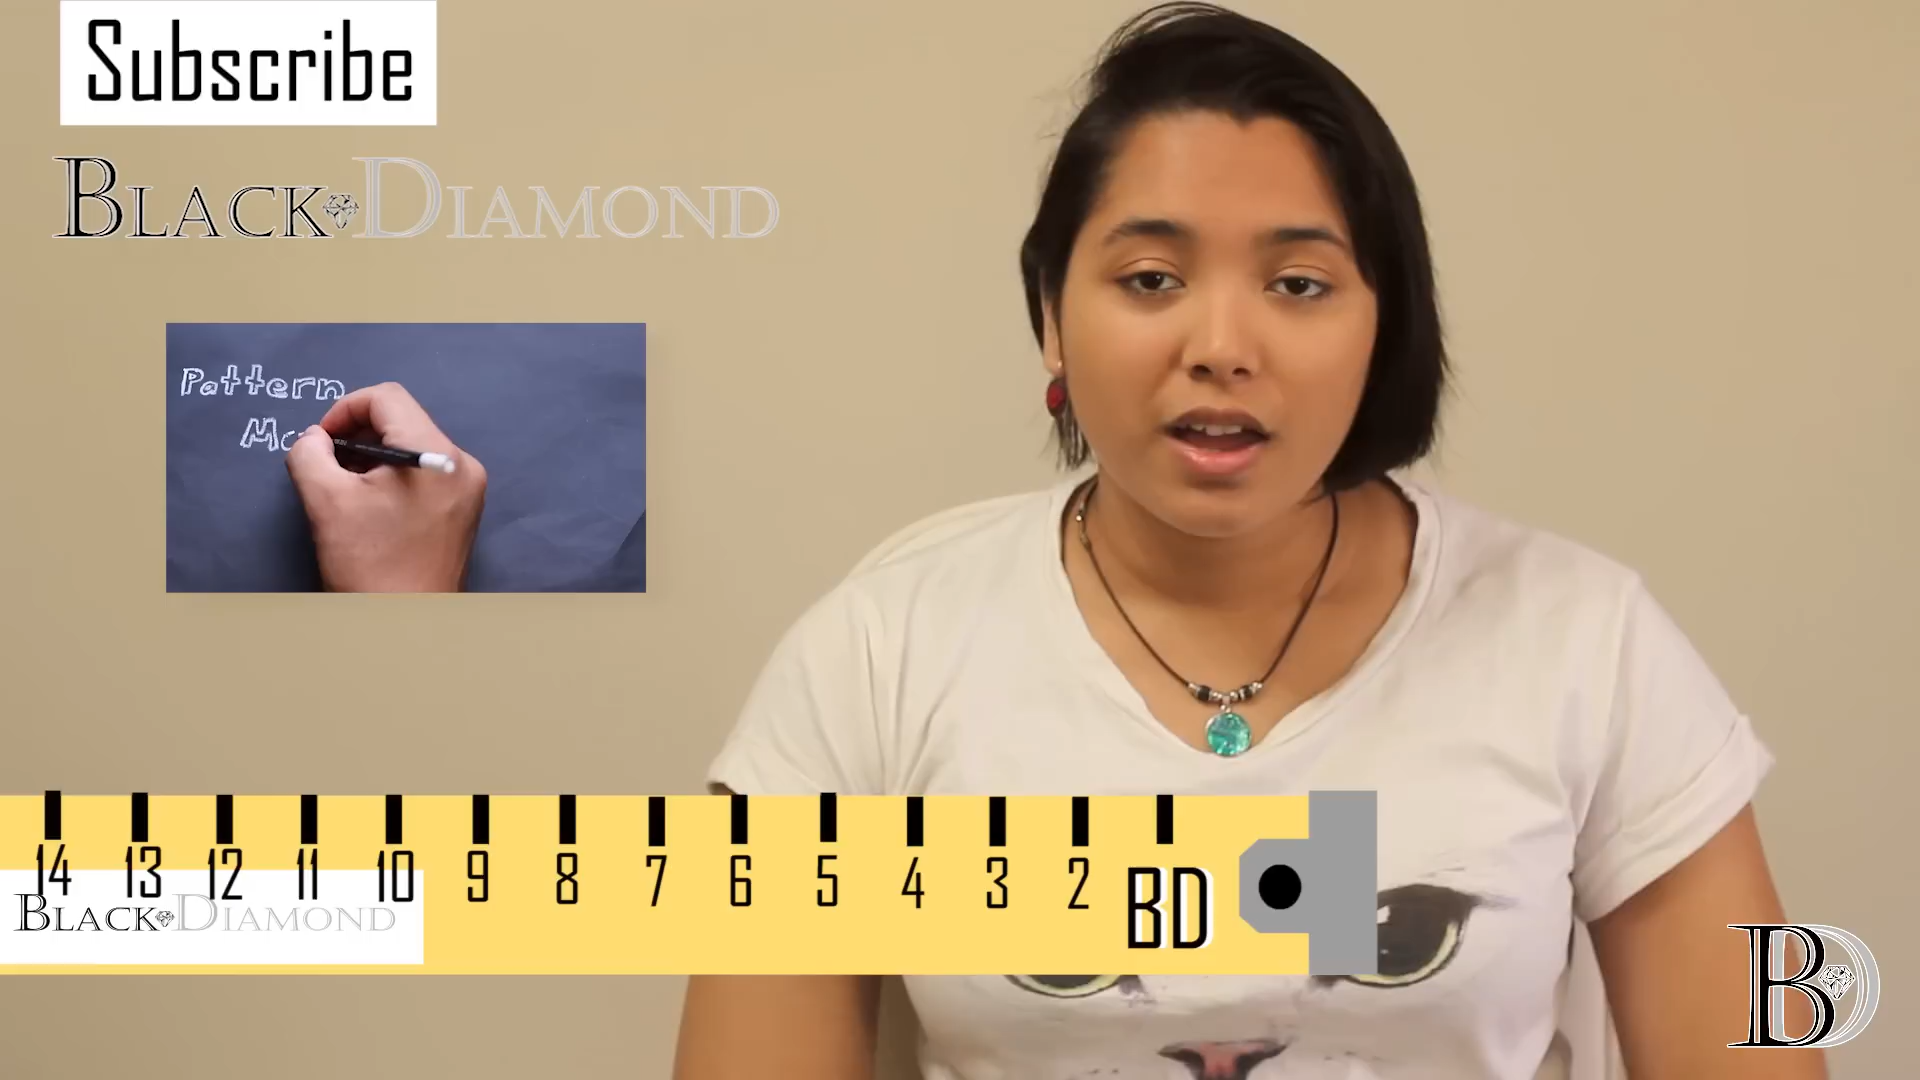 Subscribe
BLACK DIAMOND
Pattern
14 13 12 11 10 9 8 7 6 5 4 3 2 BD
BLACK DIAMOND
BD